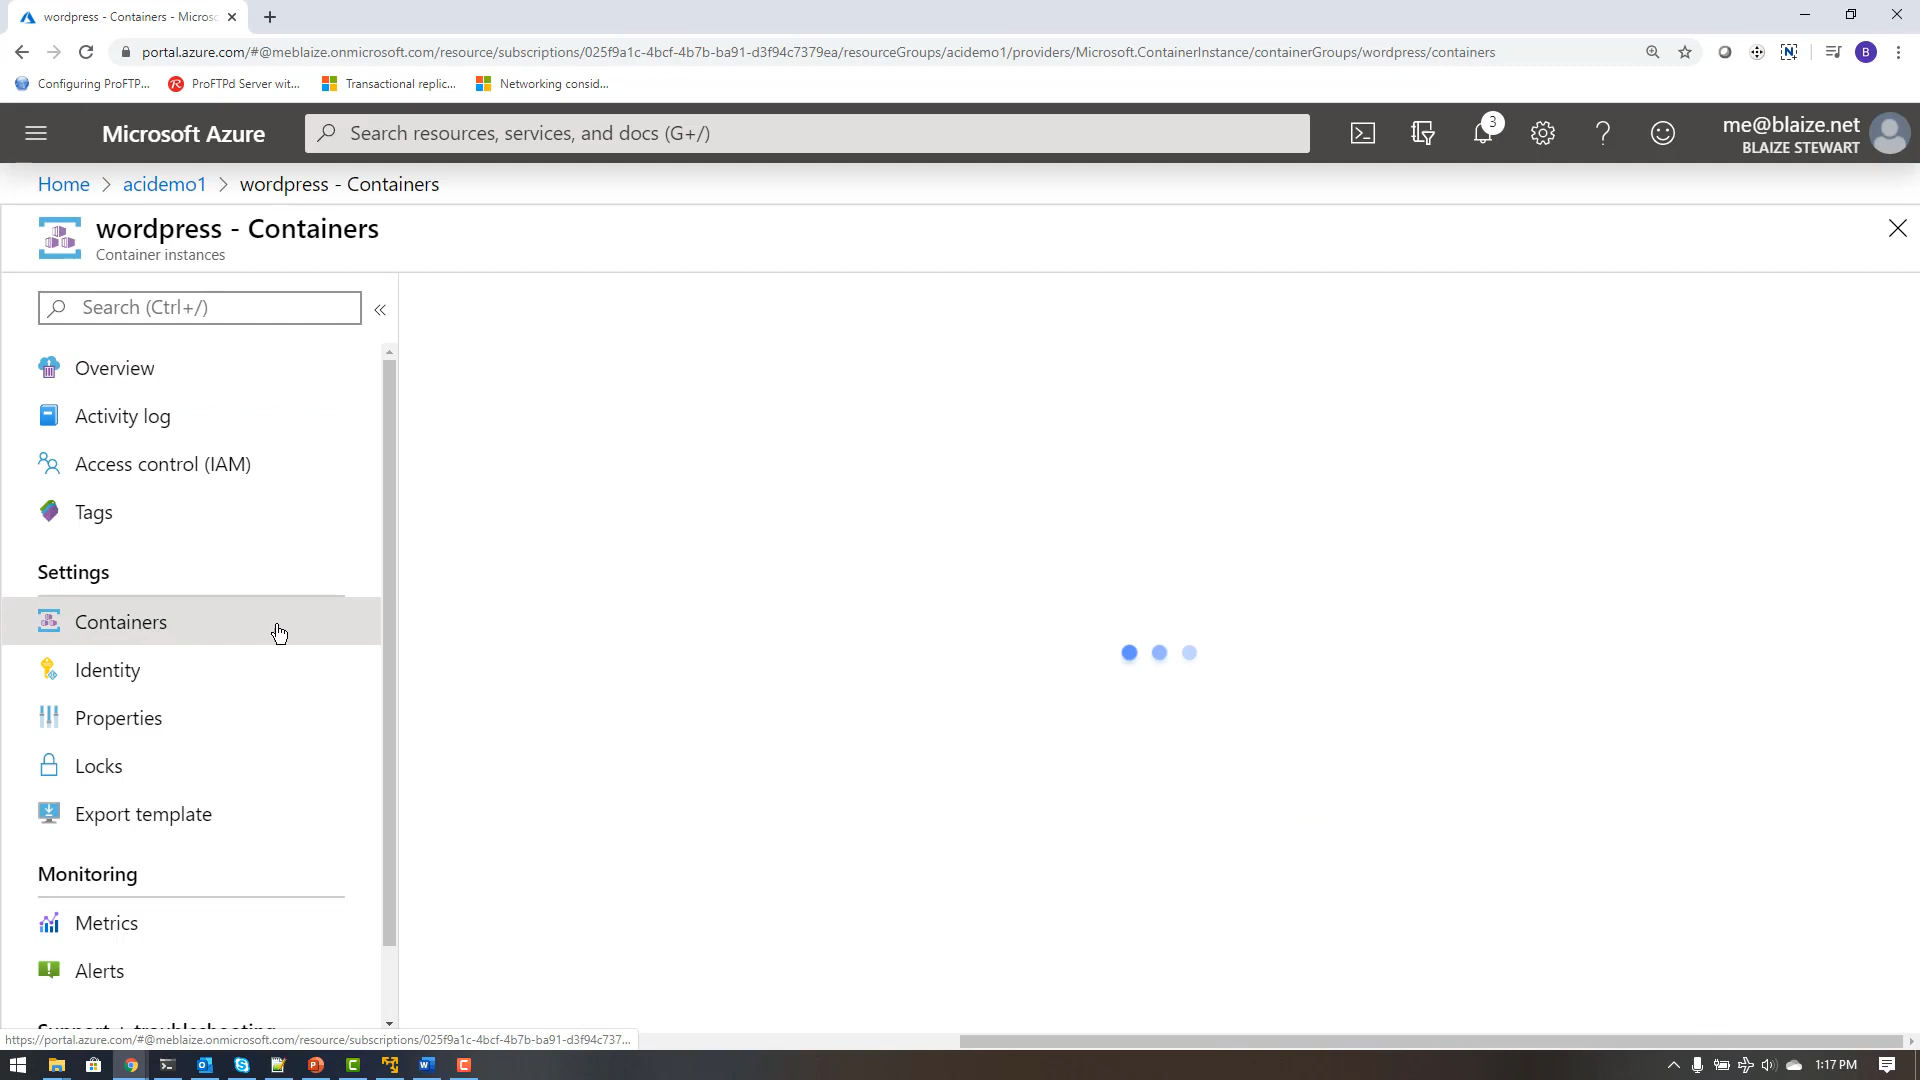 wordpress - Containers - Micros
portal.azure.com/#@meblaize.onmicrosoft.com/resource/subscriptions/025f9a1c-4bcf-4b7b-ba91-d3f94c7379ea/resourceGroups/acidemo1/providers/Microsoft.ContainerInstance/containerGroups/wordpress/containers
B
Configuring ProFTP...
ProFTPd Server wit...
Transactional replic...
Networking consid...
Microsoft Azure
Search resources, services, and docs (G+/)
3
me@blaize.net
BLAIZE STEWART
Home > acidemo1 > wordpress - Containers
wordpress - Containers
Container instances
Search (Ctrl+/)
«
Overview
Activity log
Access control (IAM)
Tags
Settings
Containers
Identity
Properties
Locks
Export template
Monitoring
Metrics
Alerts
Support + troubleshooting
https://portal.azure.com/#@meblaize.onmicrosoft.com/resource/subscriptions/025f9a1c-4bcf-4b7b-ba91-d3f94c737...
1:17 PM